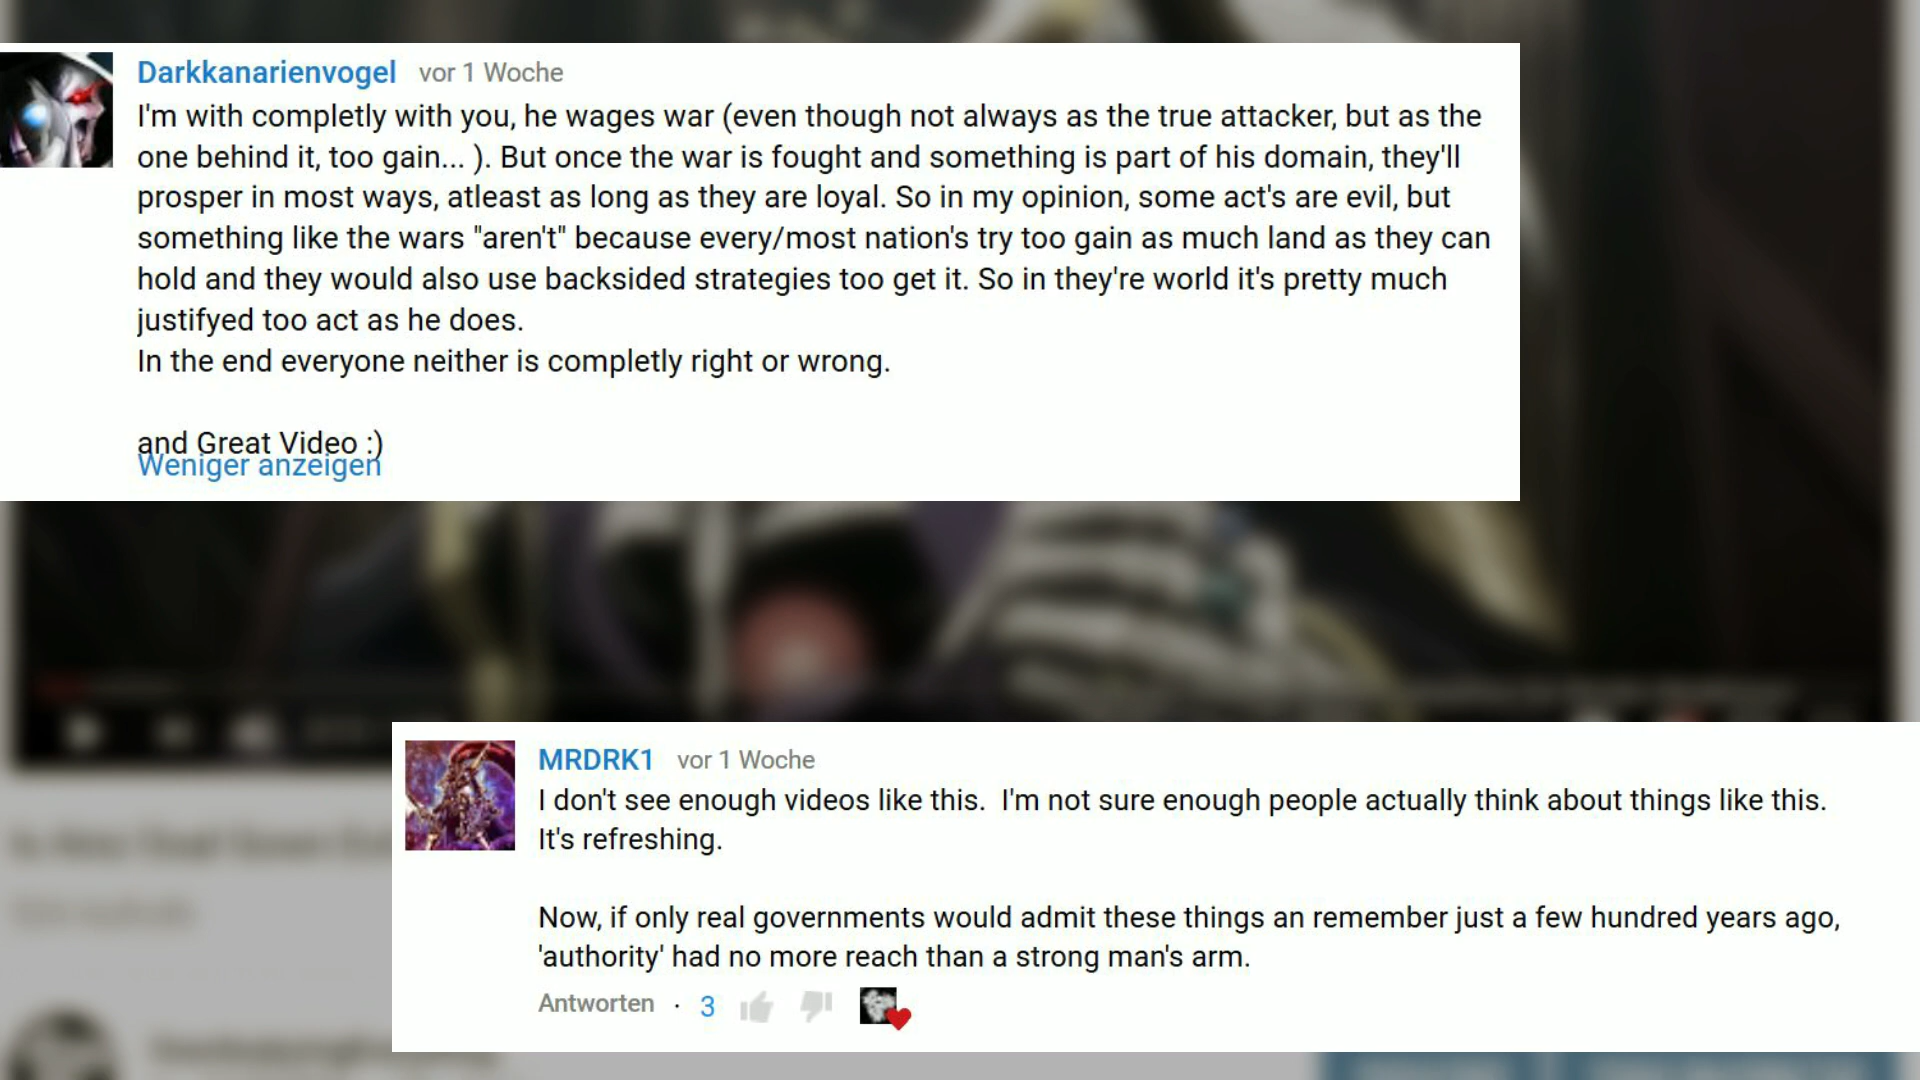 Darkkanarienvogel vor 1 Woche
I'm with completly with you, he wages war (even though not always as the true attacker, but as the
one behind it, too gain... ). But once the war is fought and something is part of his domain, they'll
prosper in most ways, atleast as long as they are loyal. So in my opinion, some act's are evil, but
something like the wars "aren't" because every/most nation's try too gain as much land as they can
hold and they would also use backsided strategies too get it. So in they're world it's pretty much
justifyed too act as he does.
In the end everyone neither is completly right or wrong.
and Great Video :)
Weniger anzeigen
MRDRK1 vor 1 Woche
I don't see enough videos like this.  I'm not sure enough people actually think about things like this.
It's refreshing.
Now, if only real governments would admit these things an remember just a few hundred years ago,
'authority' had no more reach than a strong man's arm.
Antworten · 3